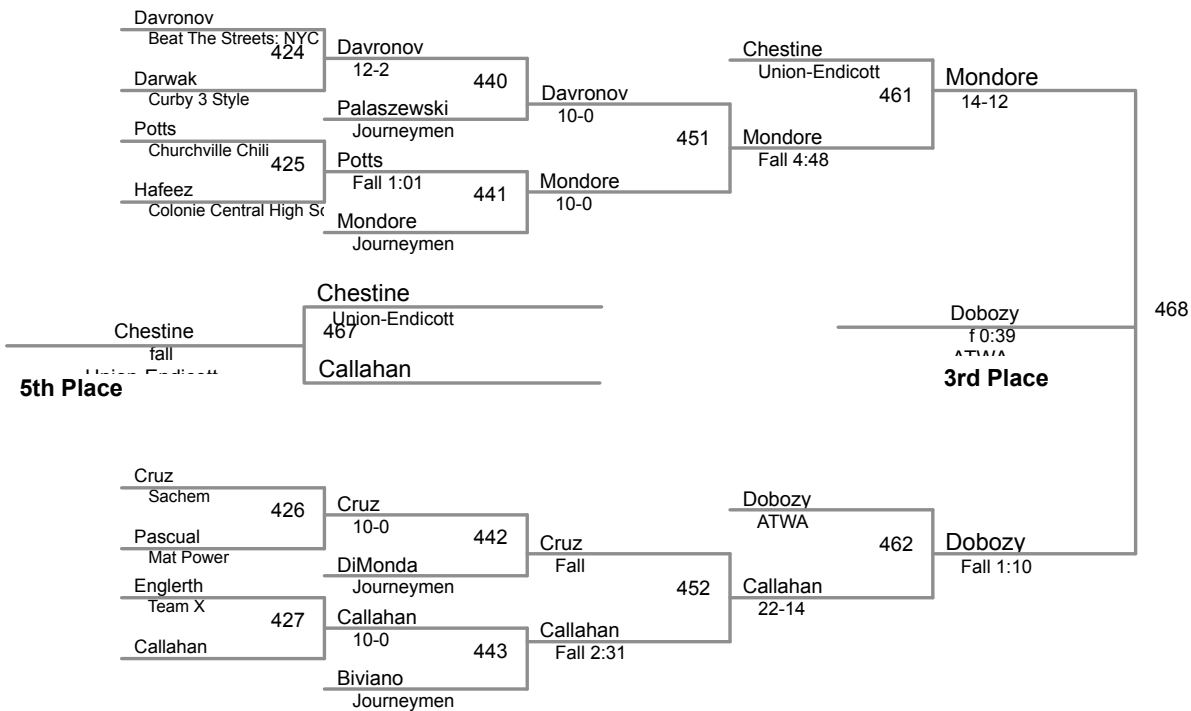 Davronov
Beat The Streets: NYC
424
Darwak
Curby 3 Style
Potts
Churchville Chili
425
Hafeez
Colonie Central High Sc
Davronov
12-2
440
Palaszewski
Journeymen
Potts
Fall 1:01
441
Mondore
Journeymen
Davronov
10-0
451
Mondore
10-0
Chestine
Union-Endicott
461
Mondore
Fall 4:48
Mondore
14-12
Chestine
Union-Endicott
467
Callahan
Chestine
fall
Union-Endicott
5th Place
468
Dobozy
f 0:39
ATWA
3rd Place
Cruz
Sachem
426
Pascual
Mat Power
Englerth
Team X
427
Callahan
Cruz
10-0
442
DiMonda
Journeymen
Callahan
10-0
443
Biviano
Journeymen
Cruz
Fall
452
Callahan
Fall 2:31
Dobozy
ATWA
462
Callahan
22-14
Dobozy
Fall 1:10